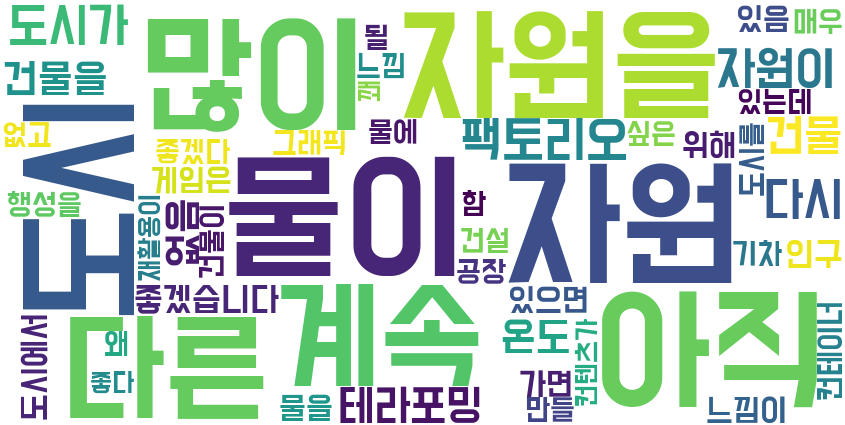 도시가
많이
자원을
있음
매우
될
느낌
깨
건물을
자원이
있는데
없고
도시
좋겠다
그래픽
물에
팩토리오
싶은
위해
도시를
건물
게임은
행성을
재활용이
없음
건물이
물이
함
자원
다시
건설
공장
기차
인구
좋겠습니다
계속
있으면
아직
컨테이너
도시에서
다른
왜
좋다
온도
컨텐츠가
가면
만들
물을
테라포밍
느낌이